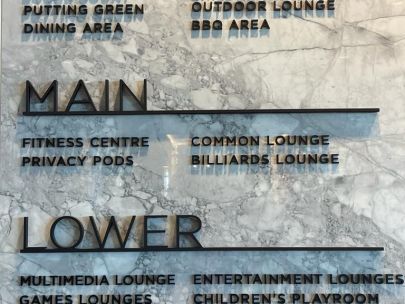 PUTTING GREEN OUTDOOR LOUNGE
DINING AREA BBQ AREA
MAIN
FITNESS CENTRE COMMON LOUNGE
PRIVACY PODS BILLIARDS LOUNGE
LOWER
MULTIMEDIA LOUNGE ENTERTAINMENT LOUNGES
GAMES LOUNGES CHILDREN'S PLAYROOM